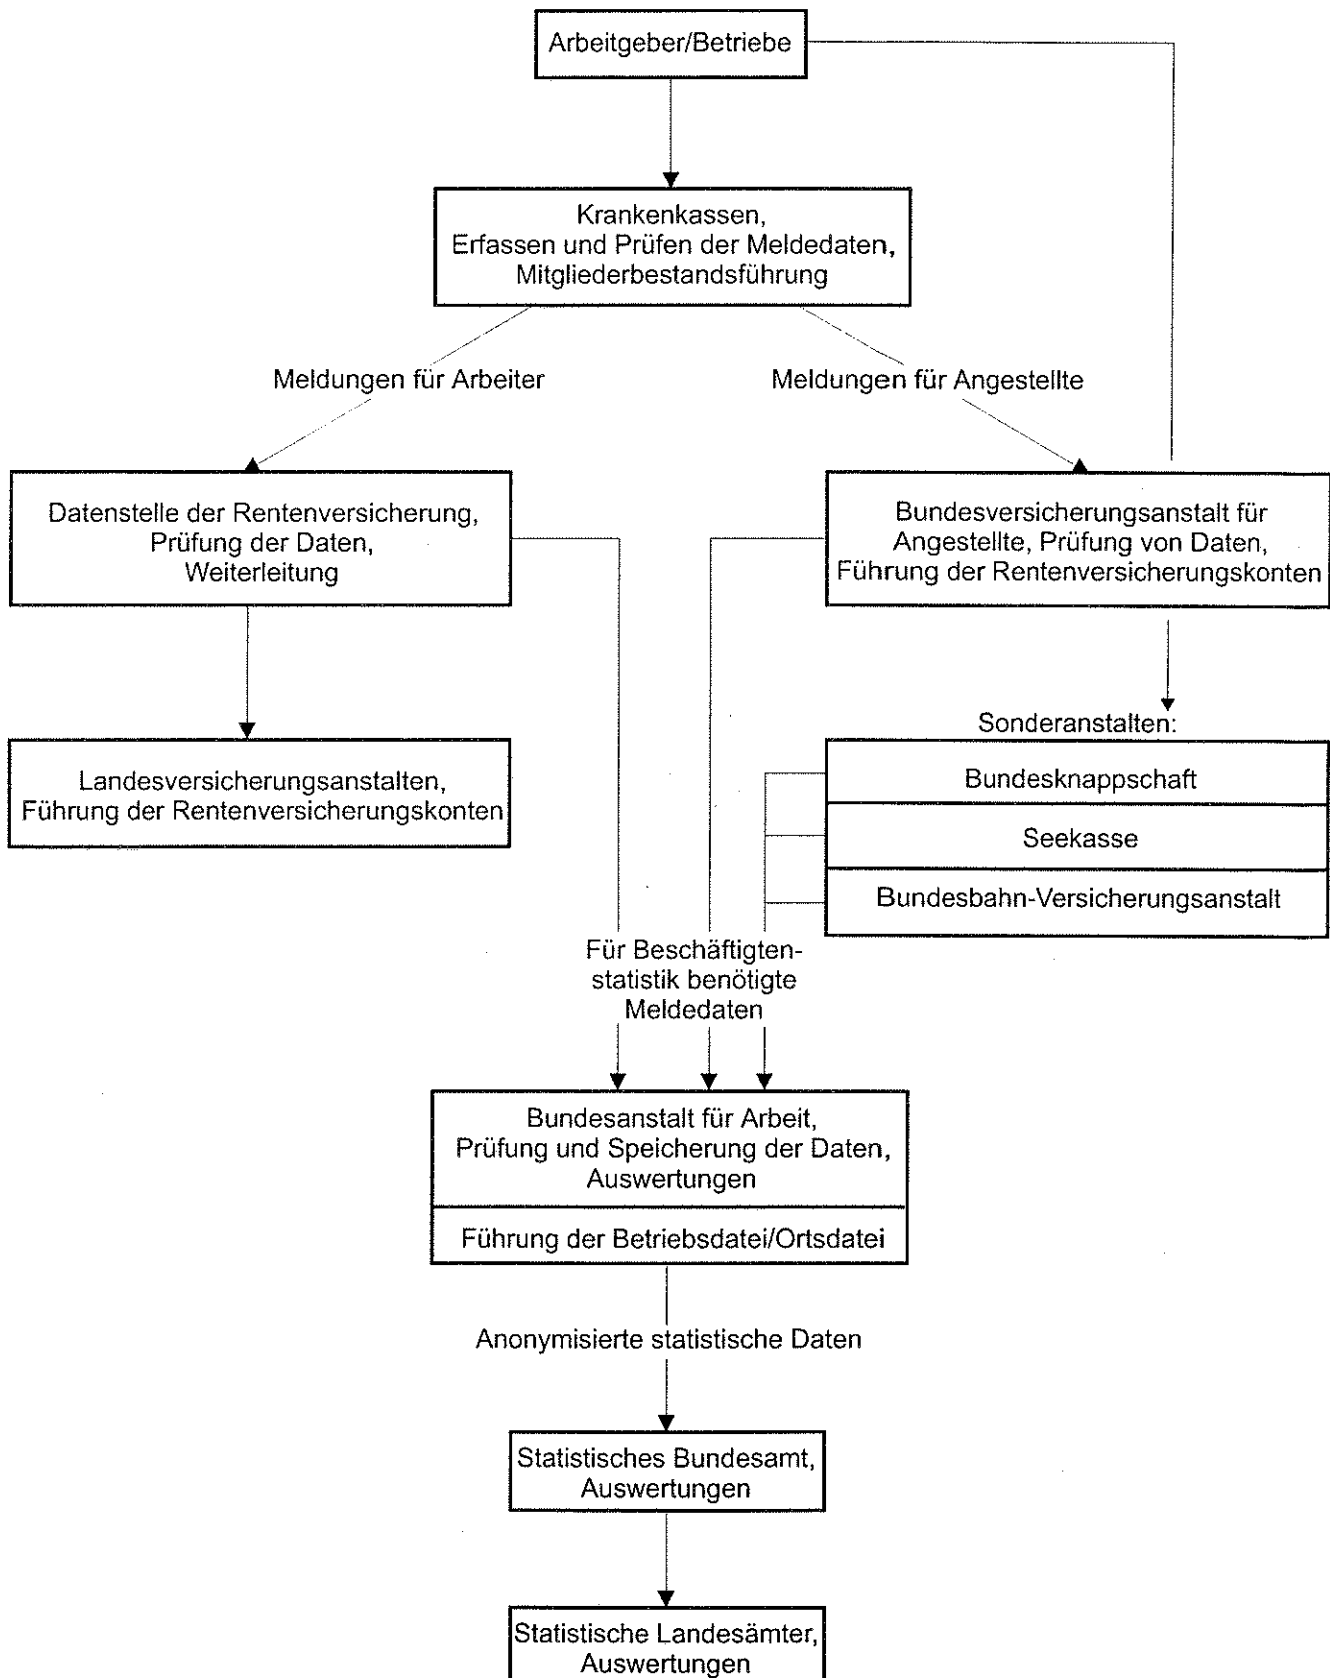 Arbeitgeber/Betriebe
Krankenkassen,
Erfassen und Prüfen der Meldedaten,
Mitgliederbestandsführung
Meldungen für Arbeiter
Meldungen für Angestellte
Datenstelle der Rentenversicherung,
Prüfung der Daten,
Weiterleitung
Bundesversicherungsanstalt für
Angestellte, Prüfung von Daten,
Führung der Rentenversicherungskonten
Landesversicherungsanstalten,
Führung der Rentenversicherungskonten
Sonderanstalten:
Bundesknappschaft
Seekasse
Bundesbahn-Versicherungsanstalt
Für Beschäftigten-
statistik benötigte
Meldedaten
Bundesanstalt für Arbeit,
Prüfung und Speicherung der Daten,
Auswertungen
Führung der Betriebsdatei/Ortsdatei
Anonymisierte statistische Daten
Statistisches Bundesamt,
Auswertungen
Statistische Landesämter,
Auswertungen